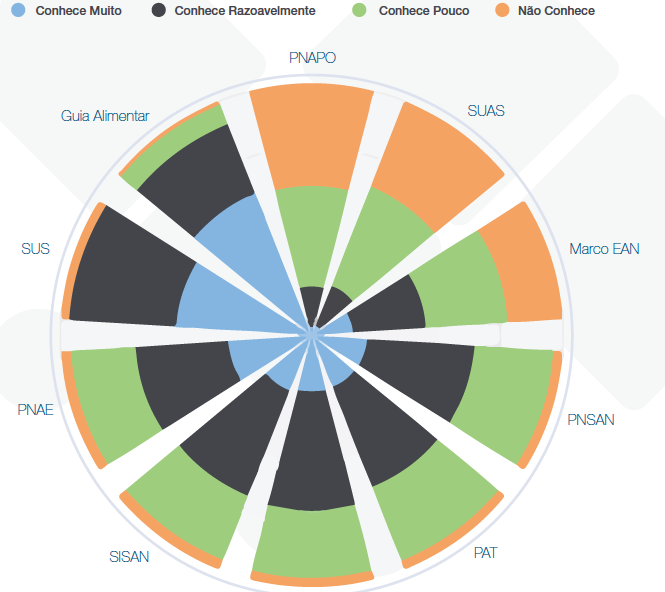 Conhece Muito Conhece Razoavelmente Conhece Pouco Não Conhece
PNAPO
SUAS
Guia Alimentar
SUS
Marco EAN
PNAE
PNSAN
SISAN
PAT